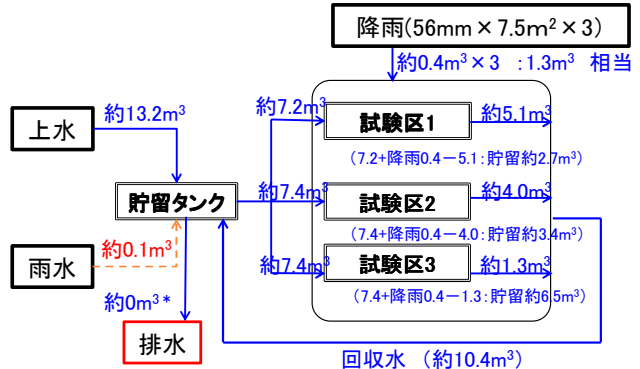 降雨(56mm×7.5m²×3)
約0.4m³×3 :1.3m³ 相当
約13.2m³
上水
約7.2m³
試験区1
約5.1m³
(7.2+降雨0.4－5.1:貯留約2.7m³)
貯留タンク
約7.4m³
約7.4m³
試験区2
約4.0m³
(7.4+降雨0.4－4.0:貯留約3.4m³)
雨水
約0.1m³
約7.4m³
試験区3
約1.3m³
(7.4+降雨0.4－1.3:貯留約6.5m³)
約0m³*
排水
回収水 (約10.4m³)